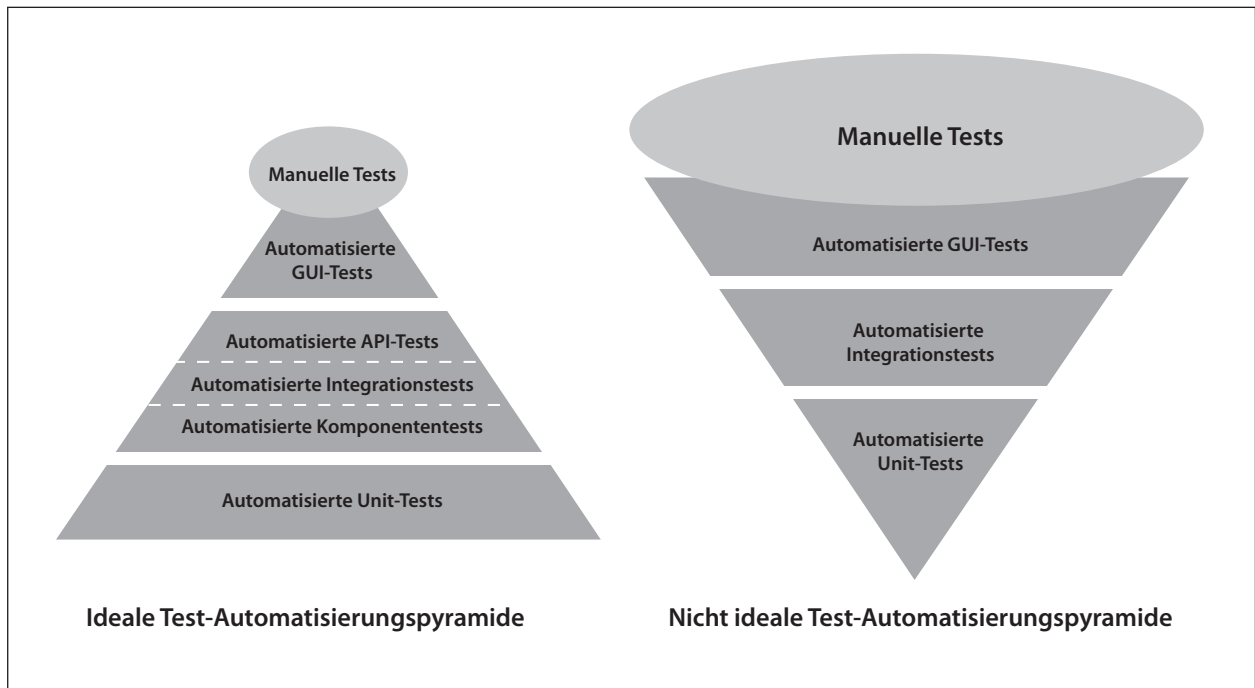 Manuelle Tests
Automatisierte
GUI-Tests
Automatisierte API-Tests
Automatisierte Integrationstests
Automatisierte Komponententests
Automatisierte Unit-Tests
Ideale Test-Automatisierungspyramide
Manuelle Tests
Automatisierte GUI-Tests
Automatisierte
Integrationstests
Automatisierte
Unit-Tests
Nicht ideale Test-Automatisierungspyramide